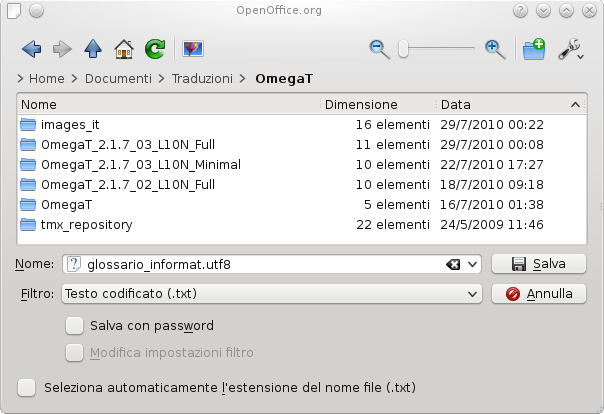 OpenOffice.org
> Home > Documenti > Traduzioni > OmegaT
Nome Dimensione Data
images_it 16 elementi 29/7/2010 00:22
OmegaT_2.1.7_03_L10N_Full 11 elementi 29/7/2010 00:08
OmegaT_2.1.7_03_L10N_Minimal 10 elementi 22/7/2010 17:27
OmegaT_2.1.7_02_L10N_Full 10 elementi 18/7/2010 09:18
OmegaT 5 elementi 16/7/2010 01:38
tmx_repository 22 elementi 24/5/2009 11:46
Nome: glossario_informat.utf8 Salva
Filtro: Testo codificato (.txt) Annulla
Salva con password
Modifica impostazioni filtro
Seleziona automaticamente l'estensione del nome file (.txt)